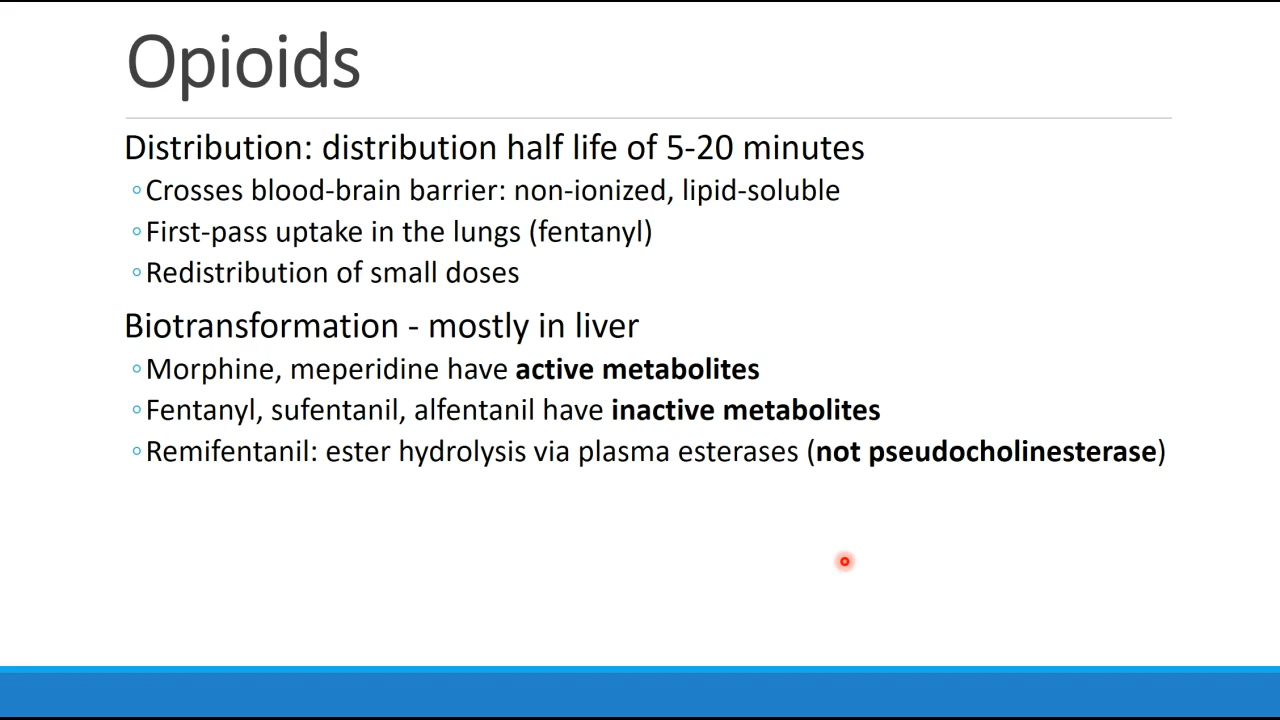 Opioids
Distribution: distribution half life of 5-20 minutes
◦Crosses blood-brain barrier: non-ionized, lipid-soluble
◦First-pass uptake in the lungs (fentanyl)
◦Redistribution of small doses
Biotransformation - mostly in liver
◦Morphine, meperidine have active metabolites
◦Fentanyl, sufentanil, alfentanil have inactive metabolites
◦Remifentanil: ester hydrolysis via plasma esterases (not pseudocholinesterase)